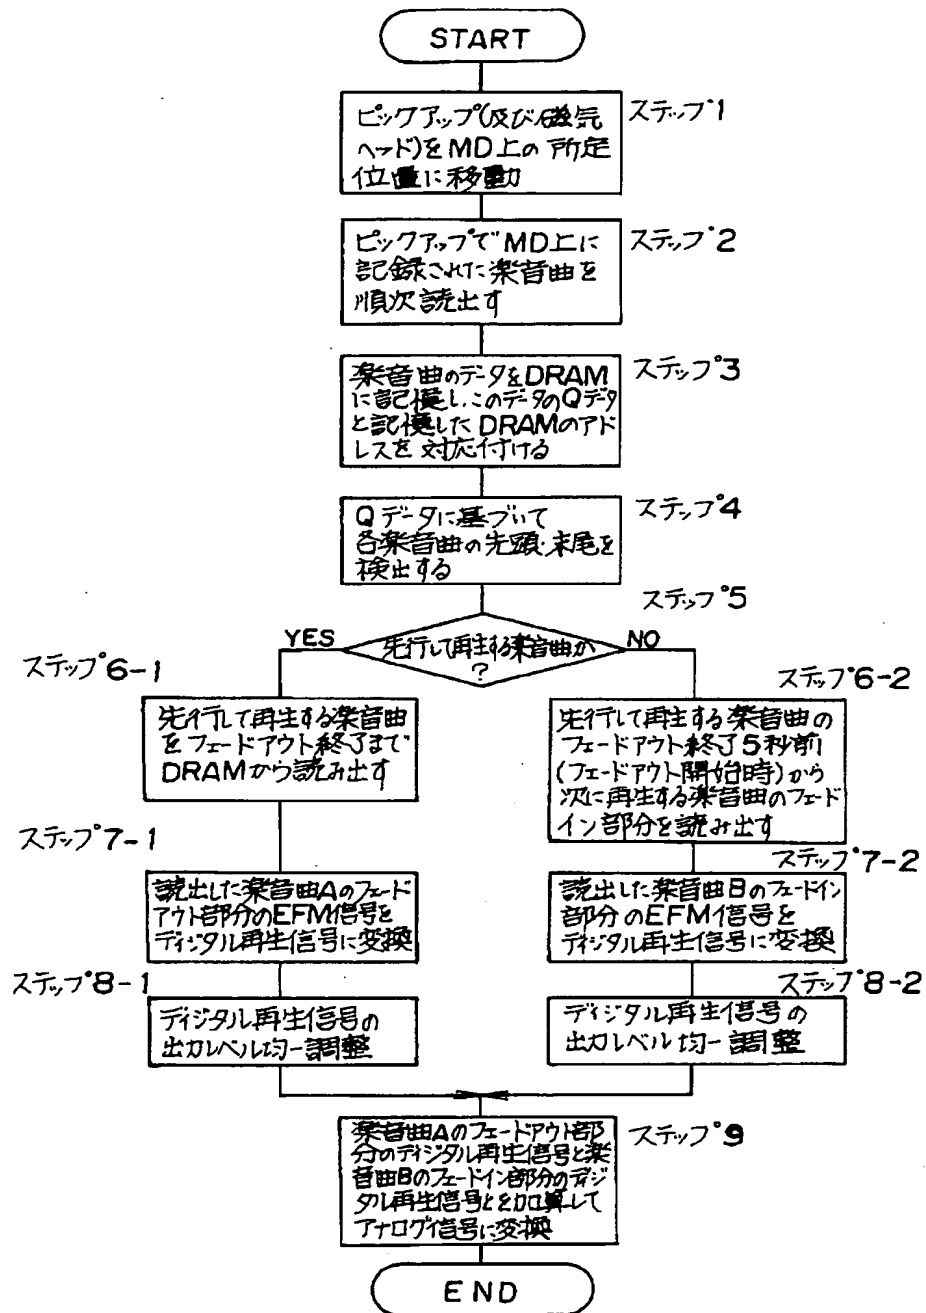 START
ステップ1
ピックアップ(及び磁気
ヘッド)をMD上の所定
位置に移動
ステップ2
ピックアップでMD上に
記録された楽音曲を
順次読出す
ステップ3
楽音曲のデータをDRAM
に記憶し、このデータのQデータ
と記憶したDRAMのアド
レスを対応付ける
ステップ4
Qデータに基づいて
各楽音曲の先頭・末尾を
検出する
ステップ5
YES
先行して再生する楽音曲か
?
NO
ステップ6-1
先行して再生する楽音曲
をフェードアウト終了まで
DRAMから読み出す
ステップ6-2
先行して再生する楽音曲の
フェードアウト終了5秒前
(フェードアウト開始時)から
次に再生する楽音曲のフェード
イン部分を読み出す
ステップ7-1
読出した楽音曲Aのフェード
アウト部分のEFM信号を
ディジタル再生信号に変換
ステップ7-2
読出した楽音曲Bのフェードイン
部分のEFM信号を
ディジタル再生信号に変換
ステップ8-1
ディジタル再生信号の
出力レベル均一調整
ステップ8-2
ディジタル再生信号の
出力レベル均一調整
ステップ9
楽音曲Aのフェードアウト部
分のディジタル再生信号と楽
音曲Bのフェードイン部分のディ
ジタル再生信号とを加算して
アナログ信号に変換
END